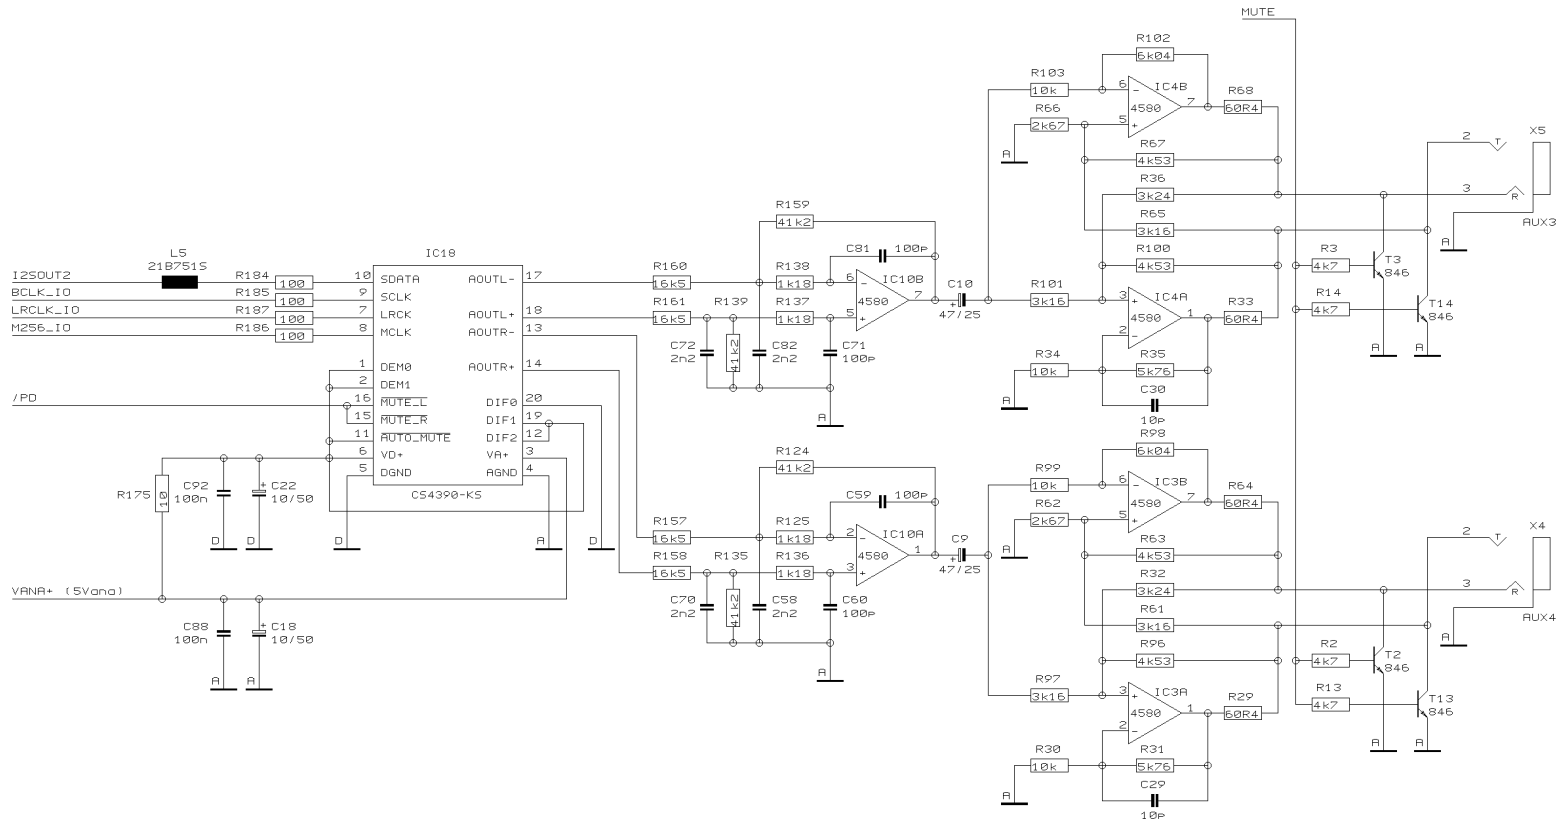 MUTE
R102
6k04
R103
10k
6
IC4B
4580
7
R68
60R4
R66
2k67
5
A
R67
4k53
2
T
X5
R36
3k24
3
R
AUX3
A
R65
3k16
R100
4k53
R3
4k7
T3
846
R14
4k7
T14
846
A
A
R101
3k16
3
IC4A
4580
1
R33
60R4
2
R34
10k
A
R35
5k76
C30
10p
R159
41k2
C81
100p
L5
21B751S
IC18
I2SOUT2
R184
100
10
SDATA
AOUTL-
17
R160
16k5
R138
1k18
6
IC10B
4580
7
C10
47/25
BCLK_IO
R185
100
9
SCLK
LRCLK_IO
R187
100
7
LRCK
AOUTL+
18
R161
16k5
R139
41k2
R137
1k18
5
M256_IO
R186
100
8
MCLK
AOUTR-
13
C72
2n2
C82
2n2
C71
100p
A
1
DEM0
AOUTR+
14
2
DEM1
/PD
16
MUTE_L
DIF0
20
15
MUTE_R
DIF1
19
11
AUTO_MUTE
DIF2
12
6
VD+
VA+
3
5
DGND
AGND
4
CS4390-KS
R175
10
C92
100n
C22
10/50
D
D
D
A
D
VANA+ (5Vana)
C88
100n
C18
10/50
A
A
R124
41k2
C59
100p
R157
16k5
R125
1k18
2
IC10A
4580
1
C9
47/25
R158
16k5
R135
41k2
R136
1k18
3
C70
2n2
C58
2n2
C60
100p
A
R98
6k04
R99
10k
6
IC3B
4580
7
R64
60R4
R62
2k67
5
A
R63
4k53
2
T
X4
R32
3k24
3
R
AUX4
A
R61
3k16
R96
4k53
R2
4k7
T2
846
R13
4k7
T13
846
A
A
R97
3k16
3
IC3A
4580
1
R29
60R4
2
R30
10k
A
R31
5k76
C29
10p